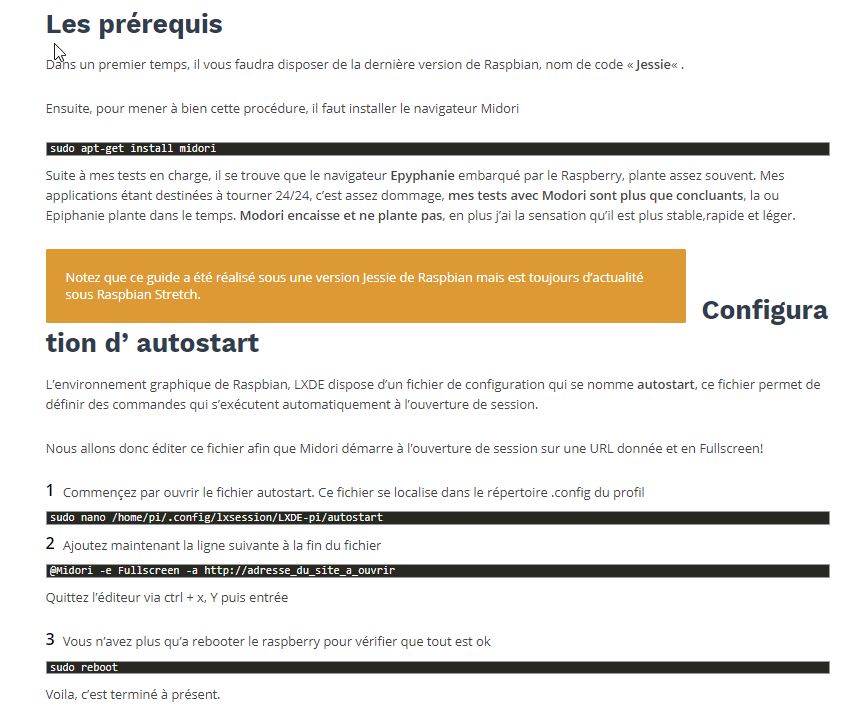 Les prérequis
Dans un premier temps, il vous faudra disposer de la dernière version de Raspbian, nom de code « Jessie« .
Ensuite, pour mener à bien cette procédure, il faut installer le navigateur Midori
sudo apt-get install midori
Suite à mes tests en charge, il se trouve que le navigateur Epyphanie embarqué par le Raspberry, plante assez souvent. Mes
applications étant destinées à tourner 24/24, c’est assez dommage, mes tests avec Modori sont plus que concluants, la ou
Epiphanie plante dans le temps. Modori encaisse et ne plante pas, en plus j’ai la sensation qu’il est plus stable,rapide et léger.
Notez que ce guide a été réalisé sous une version Jessie de Raspbian mais est toujours d’actualité
sous Raspbian Stretch.
Configura
tion d’ autostart
L’environnement graphique de Raspbian, LXDE dispose d’un fichier de configuration qui se nomme autostart, ce fichier permet de
définir des commandes qui s’exécutent automatiquement à l’ouverture de session.
Nous allons donc éditer ce fichier afin que Midori démarre à l’ouverture de session sur une URL donnée et en Fullscreen!
1 Commençez par ouvrir le fichier autostart. Ce fichier se localise dans le répertoire .config du profil
sudo nano /home/pi/.config/lxsession/LXDE-pi/autostart
2 Ajoutez maintenant la ligne suivante à la fin du fichier
@Midori -e Fullscreen -a http://adresse_du_site_a_ouvrir
Quittez l’éditeur via ctrl + x, Y puis entrée
3 Vous n’avez plus qu’a rebooter le raspberry pour vérifier que tout est ok
sudo reboot
Voila, c’est terminé à présent.